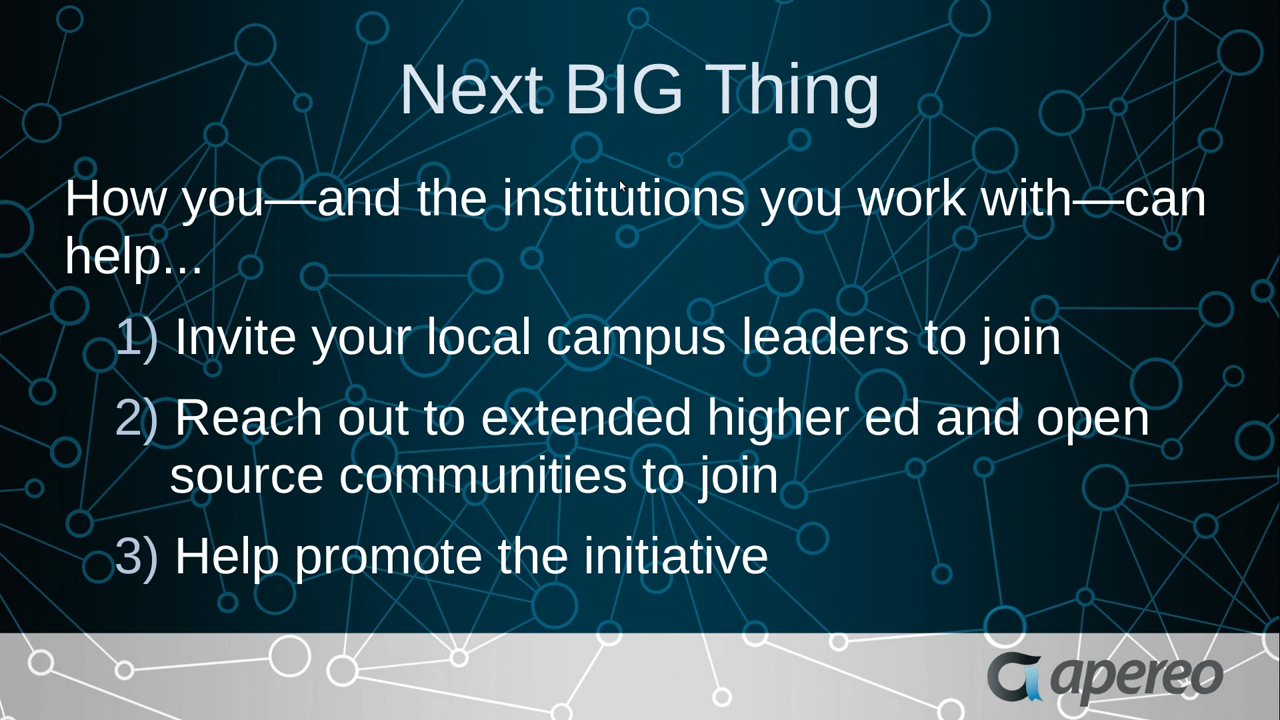 Next BIG Thing
How you—and the institutions you work with—can
help...
1) Invite your local campus leaders to join
2) Reach out to extended higher ed and open
source communities to join
3) Help promote the initiative
apereo